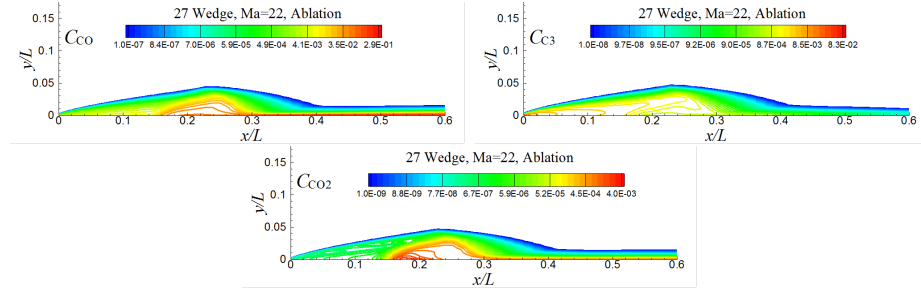 27 Wedge, Ma=22, Ablation
C_CO
1.0E-07 8.4E-07 7.0E-06 5.9E-05 4.9E-04 4.1E-03 3.5E-02 2.9E-01
y/L
0.15
0.1
0.05
0
0 0.1 0.2 0.3 0.4 0.5 0.6
x/L
27 Wedge, Ma=22, Ablation
C_C3
1.0E-08 9.7E-08 9.5E-07 9.2E-06 9.0E-05 8.7E-04 8.5E-03 8.3E-02
y/L
0.15
0.1
0.05
0
0 0.1 0.2 0.3 0.4 0.5 0.6
x/L
27 Wedge, Ma=22, Ablation
C_CO2
1.0E-09 8.8E-09 7.7E-08 6.7E-07 5.9E-06 5.2E-05 4.5E-04 4.0E-03
y/L
0.15
0.1
0.05
0
0 0.1 0.2 0.3 0.4 0.5 0.6
x/L